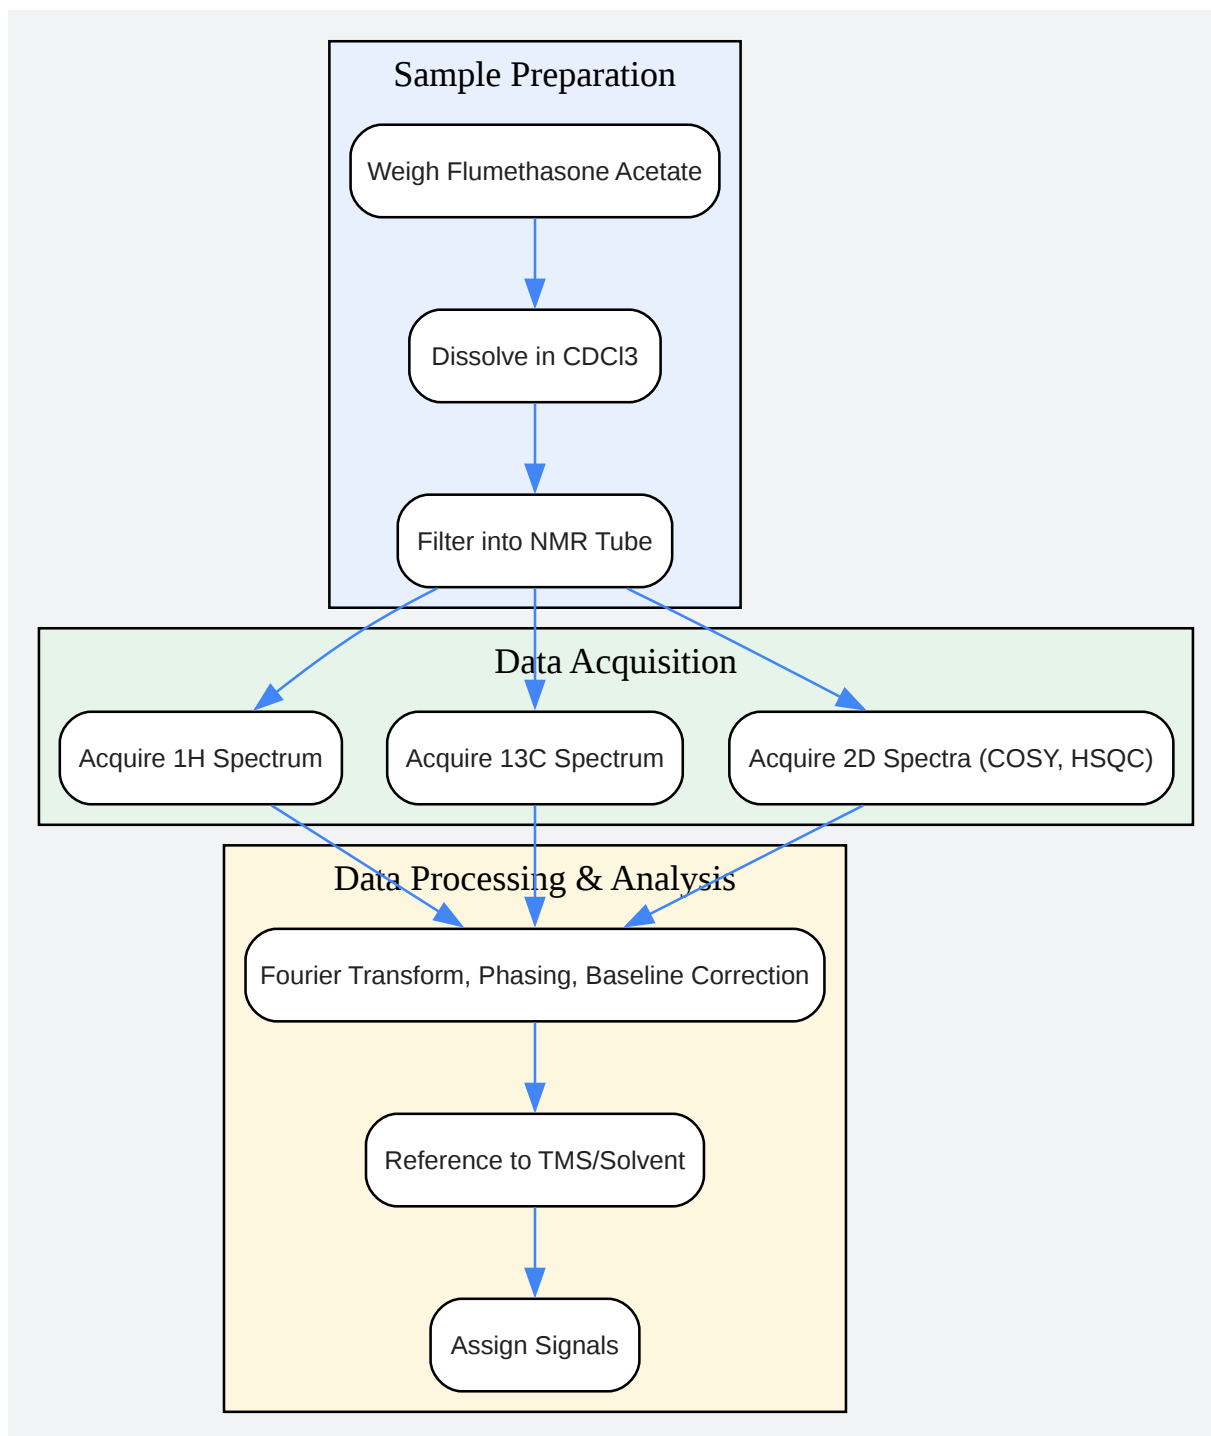 Sample Preparation
Weigh Flumethasone Acetate
Dissolve in CDCl3
Filter into NMR Tube
Data Acquisition
Acquire 1H Spectrum
Acquire 13C Spectrum
Acquire 2D Spectra (COSY, HSQC)
Data Processing & Analysis
Fourier Transform, Phasing, Baseline Correction
Reference to TMS/Solvent
Assign Signals